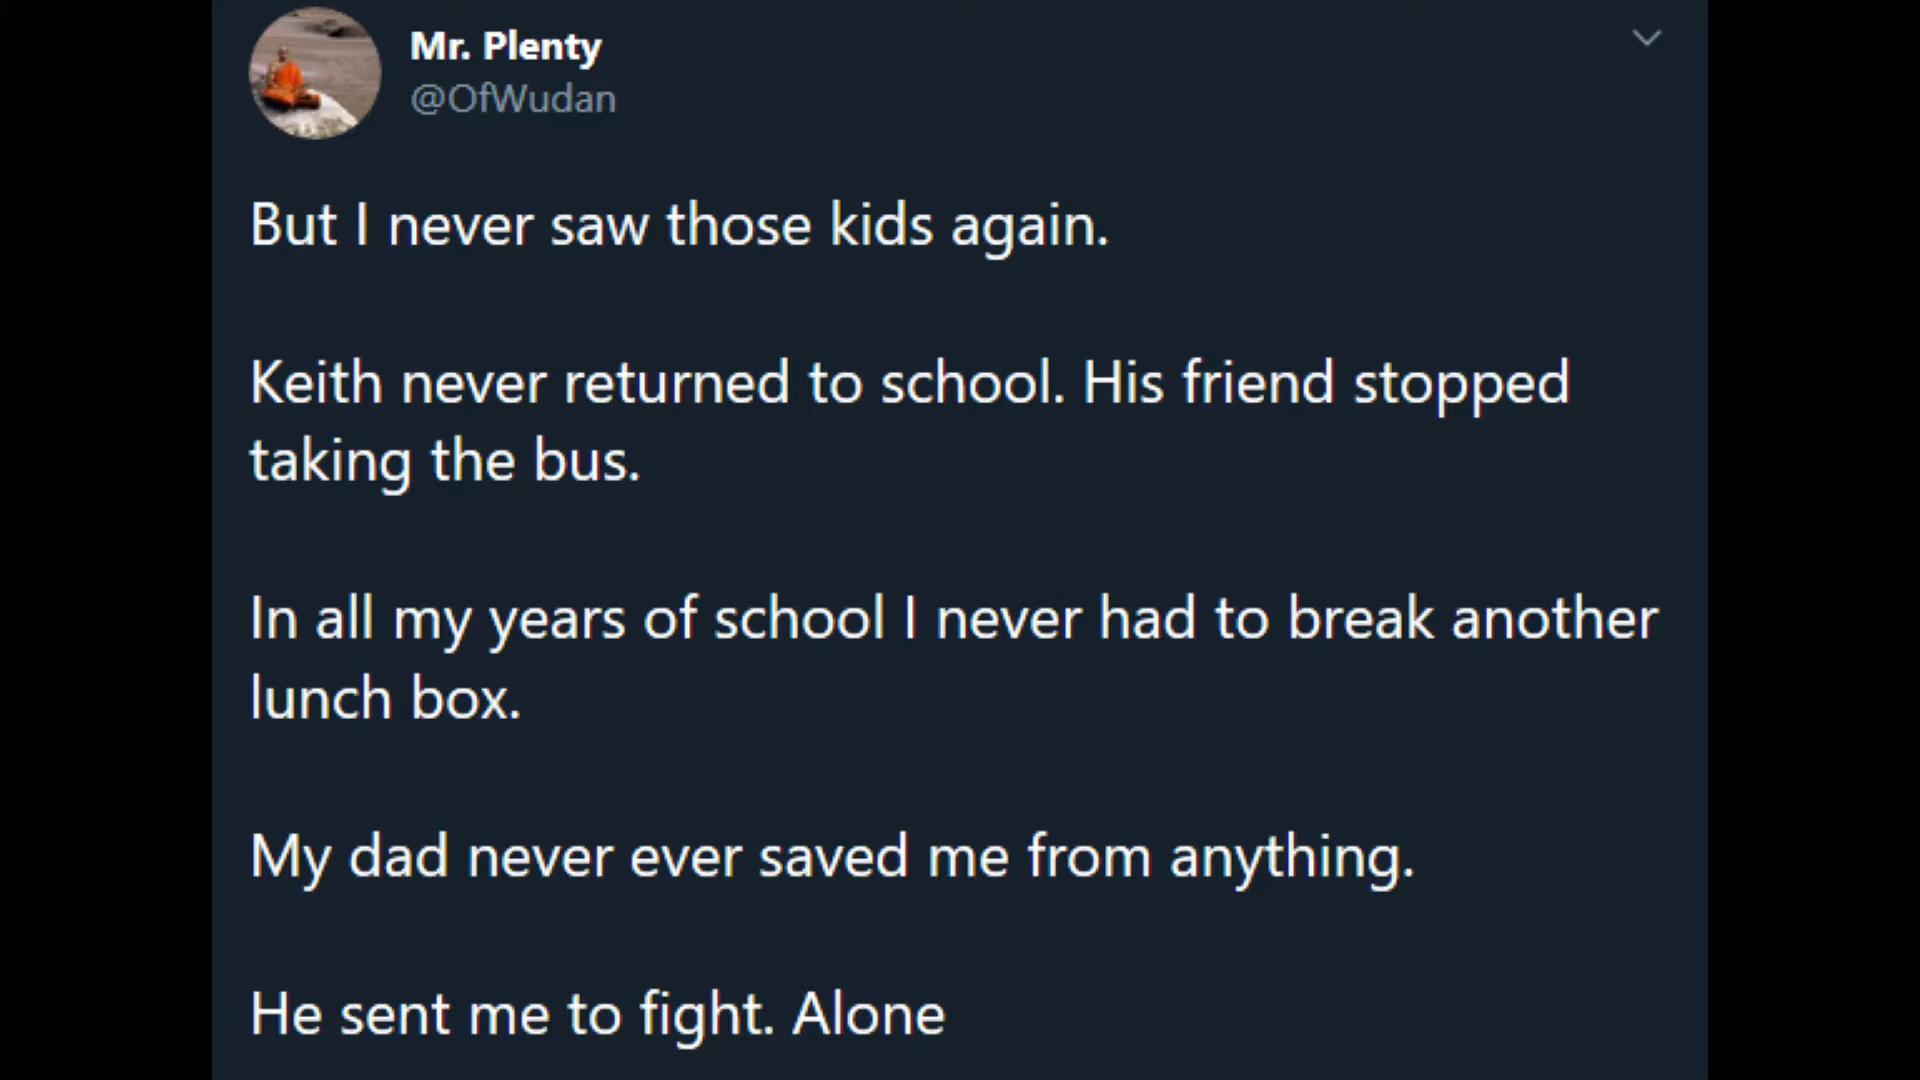 Mr. Plenty
@OfWudan
But I never saw those kids again.
Keith never returned to school. His friend stopped
taking the bus.
In all my years of school I never had to break another
lunch box.
My dad never ever saved me from anything.
He sent me to fight. Alone